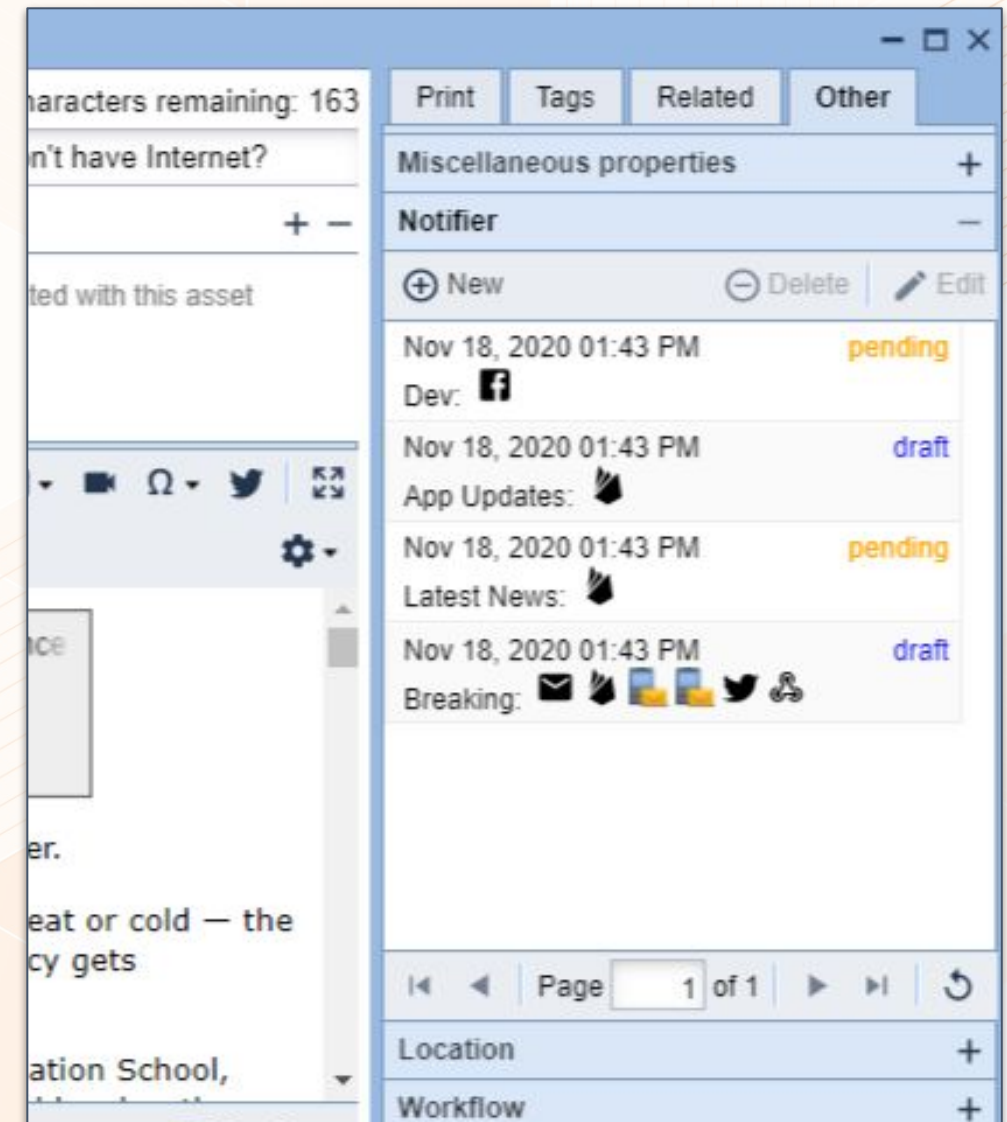 characters remaining: 163
n't have Internet?
ted with this asset
er.
eat or cold — the
cy gets
ation School,
Print Tags Related Other
Miscellaneous properties
Notifier
New Delete Edit
Nov 18, 2020 01:43 PM pending
Dev:
Nov 18, 2020 01:43 PM draft
App Updates:
Nov 18, 2020 01:43 PM pending
Latest News:
Nov 18, 2020 01:43 PM draft
Breaking:
Page 1 of 1
Location
Workflow